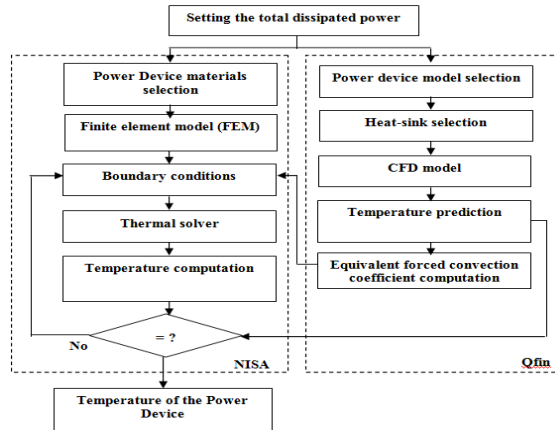 Setting the total dissipated power
Power Device materials
selection
Finite element model (FEM)
Boundary conditions
Thermal solver
Temperature computation
= ?
No
NISA
Temperature of the Power
Device
Power device model selection
Heat-sink selection
CFD model
Temperature prediction
Equivalent forced convection
coefficient computation
Qfin